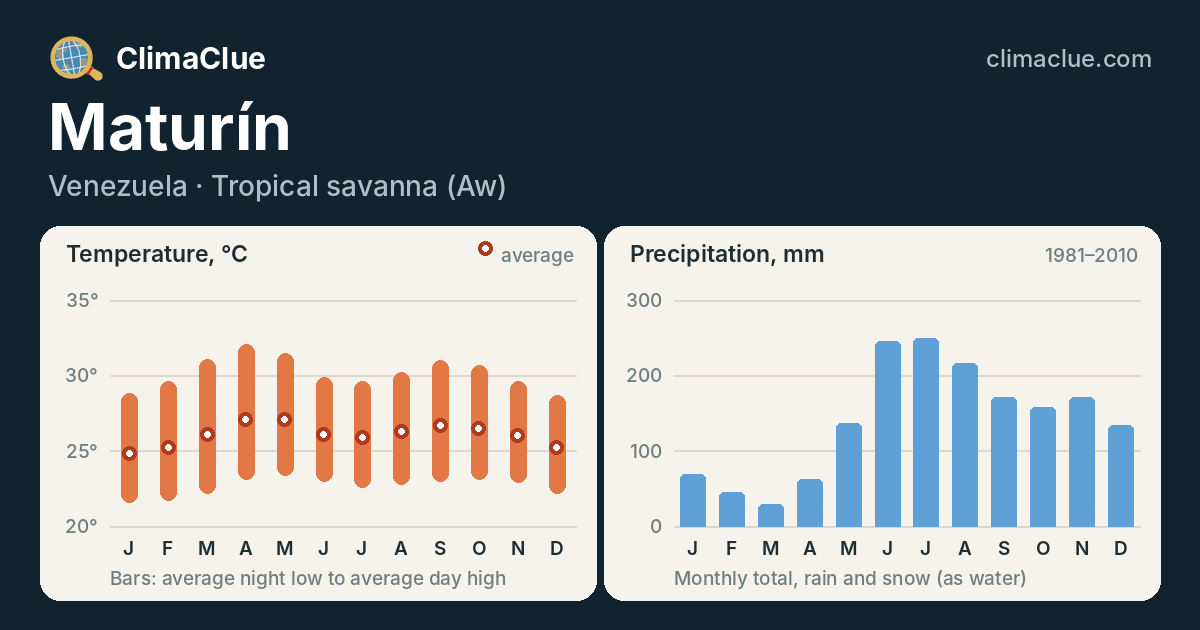 ClimaClue
climaclue.com
Maturín
Venezuela · Tropical savanna (Aw)
Temperature, °C
average
35°
30°
25°
20°
J F M A M J J A S O N D
Bars: average night low to average day high
Precipitation, mm
1981–2010
300
200
100
0
J F M A M J J A S O N D
Monthly total, rain and snow (as water)